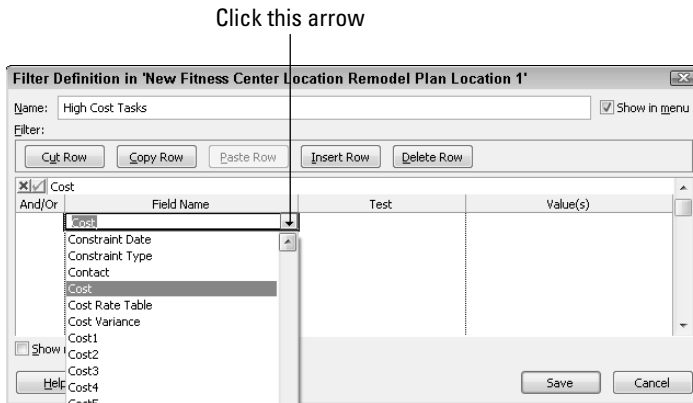 Click this arrow
Filter Definition in 'New Fitness Center Location Remodel Plan Location 1'
Name: High Cost Tasks Show in menu
Filter:
Cut Row Copy Row Paste Row Insert Row Delete Row
Cost
And/Or Field Name Test Value(s)
Cost
Constraint Date
Constraint Type
Contact
Cost
Cost Rate Table
Cost Variance
Cost1
Show
Cost2
Cost3
Help Cost4 Save Cancel
Cost5